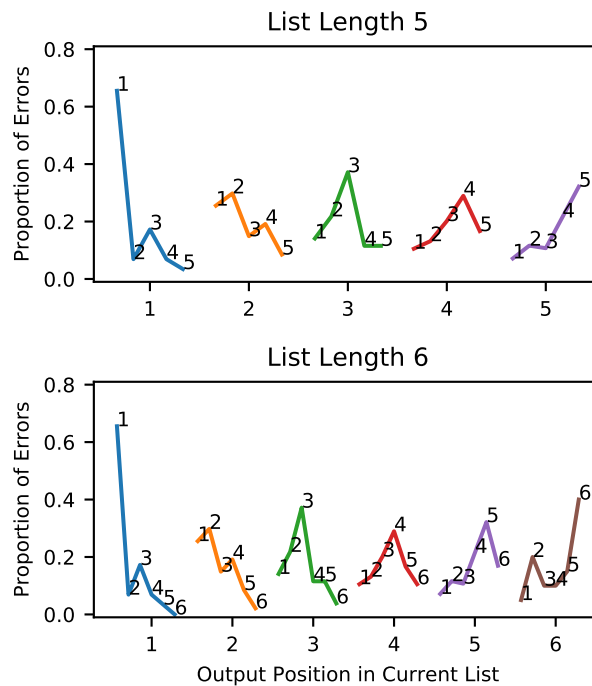 List Length 5
Proportion of Errors
0.8
0.6
0.4
0.2
0.0
1 2 3 4 5
1 2 3 4 5
1 2 3 4 5
1 2 3 4 5
1 2 3 4 5
1 2 3 4 5
List Length 6
Proportion of Errors
0.8
0.6
0.4
0.2
0.0
1 2 3 4 5 6
1 2 3 4 5 6
1 2 3 4 5 6
1 2 3 4 5 6
1 2 3 4 5 6
1 2 3 4 5 6
1 2 3 4 5 6
Output Position in Current List